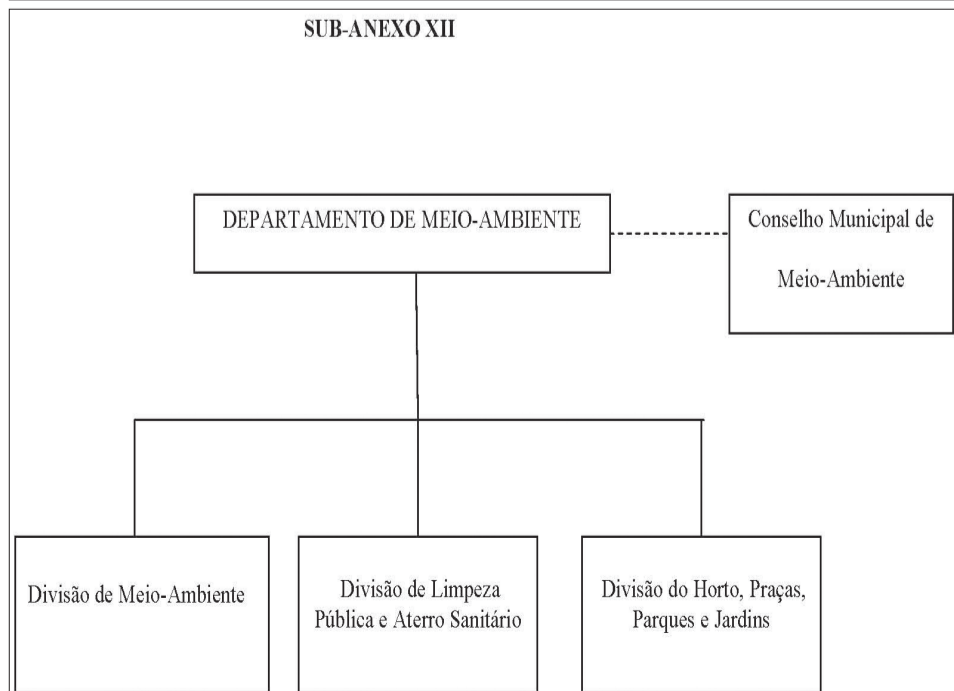 SUB-ANEXO XII
DEPARTAMENTO DE MEIO-AMBIENTE
Conselho Municipal de
Meio-Ambiente
Divisão de Meio-Ambiente
Divisão de Limpeza
Pública e Aterro Sanitário
Divisão do Horto, Praças,
Parques e Jardins